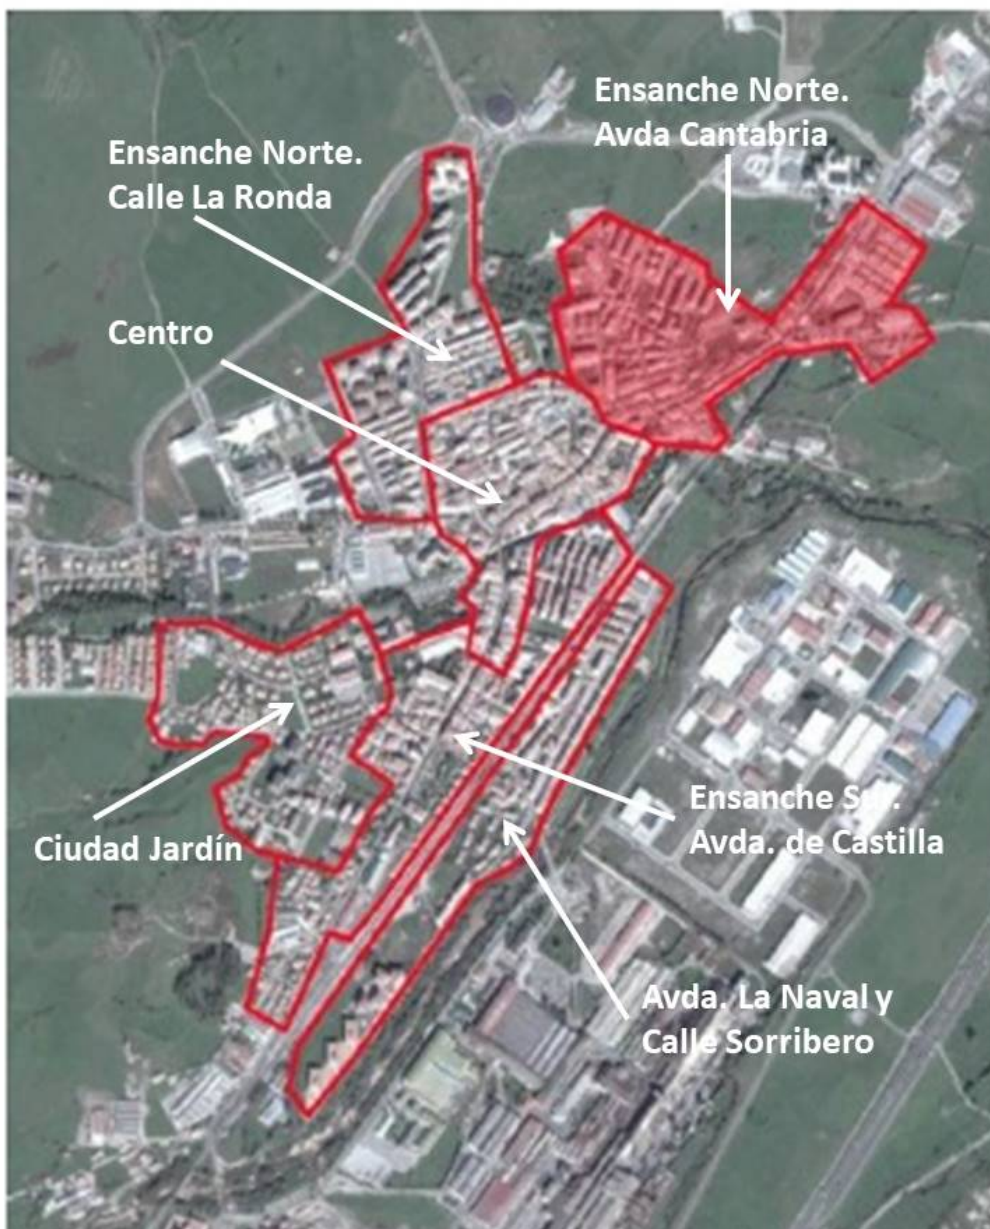 Ensanche Norte.
Avda Cantabria
Ensanche Norte.
Calle La Ronda
Centro
Ensanche Sur.
Avda. de Castilla
Ciudad Jardín
Avda. La Naval y
Calle Sorribero